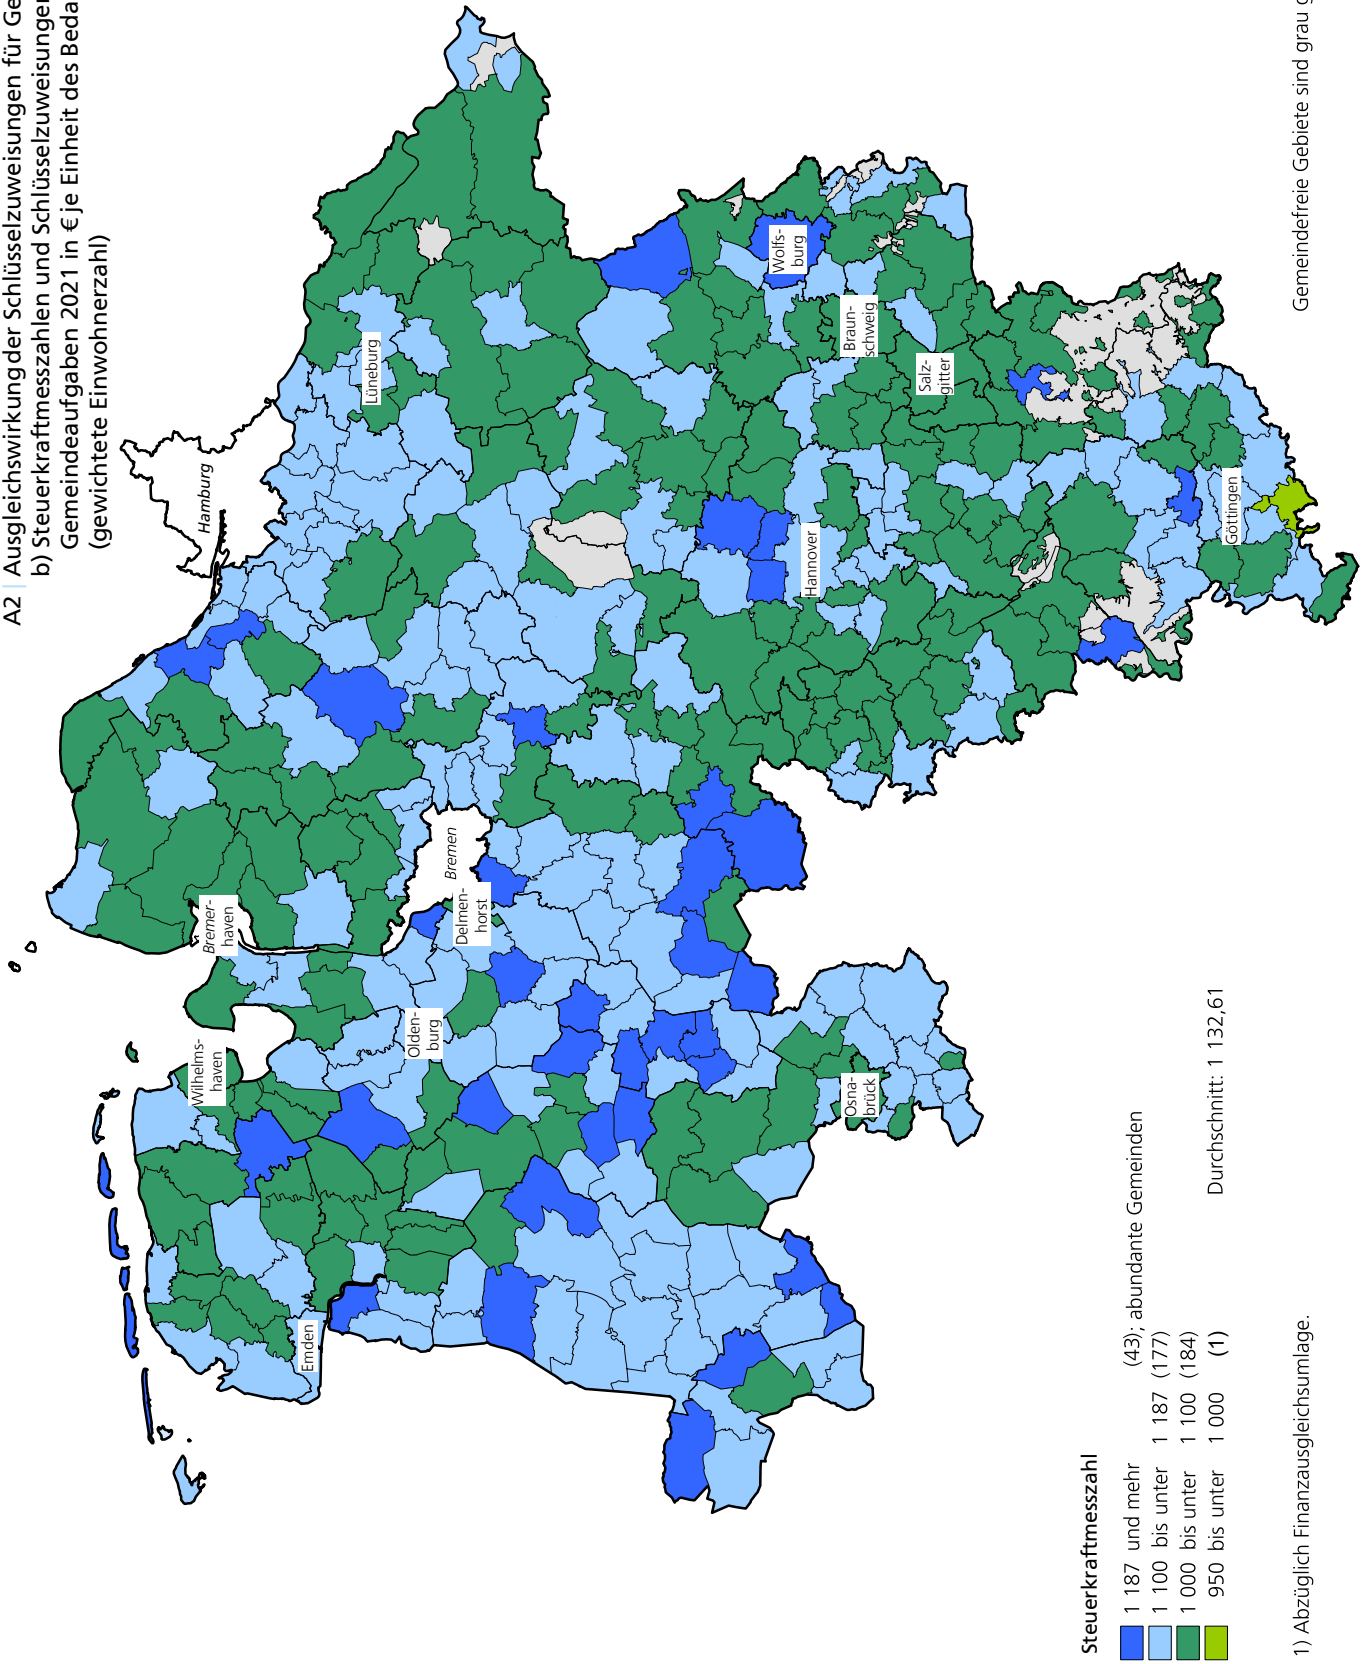 A2 | Ausgleichswirkung der Schlüsselzuweisungen für
b) Steuerkraftmesszahlen und Schlüsselzuweisungen
Gemeindeaufgaben 2021 in € je Einheit des
(gewichtete Einwohnerzahl)
Hamburg
Lüneburg
Bremer-
haven
Wilhelms-
haven
Emden
Bremen
Delmen-
horst
Olden-
burg
Wolfs-
burg
Braun-
schweig
Hannover
Salz-
gitter
Osna-
brück
Göttingen
Steuerkraftmesszahl
1 187 und mehr (43); abundante Gemeinden
1 100 bis unter 1 187 (177)
1 000 bis unter 1 100 (184)
950 bis unter 1 000 (1)
Durchschnitt: 1 132,61
1) Abzüglich Finanzausgleichsumlage.
Gemeindefreie Gebiete sind grau